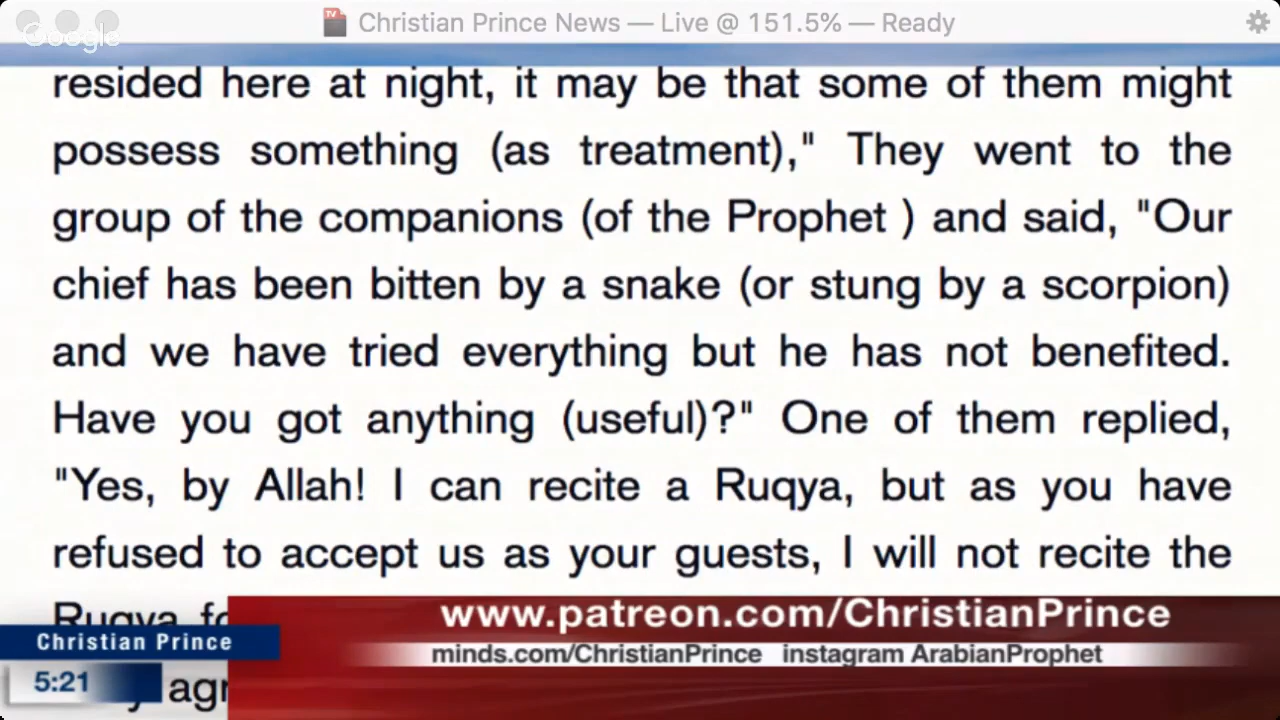 Christian Prince News — Live @ 151.5% — Ready
Google
resided here at night, it may be that some of them might
possess something (as treatment)," They went to the
group of the companions (of the Prophet ) and said, "Our
chief has been bitten by a snake (or stung by a scorpion)
and we have tried everything but he has not benefited.
Have you got anything (useful)?" One of them replied,
"Yes, by Allah! I can recite a Ruqya, but as you have
refused to accept us as your guests, I will not recite the
Ruqya
www.patreon.com/ChristianPrince
Christian Prince
minds.com/ChristianPrince instagram ArabianProphet
5:21